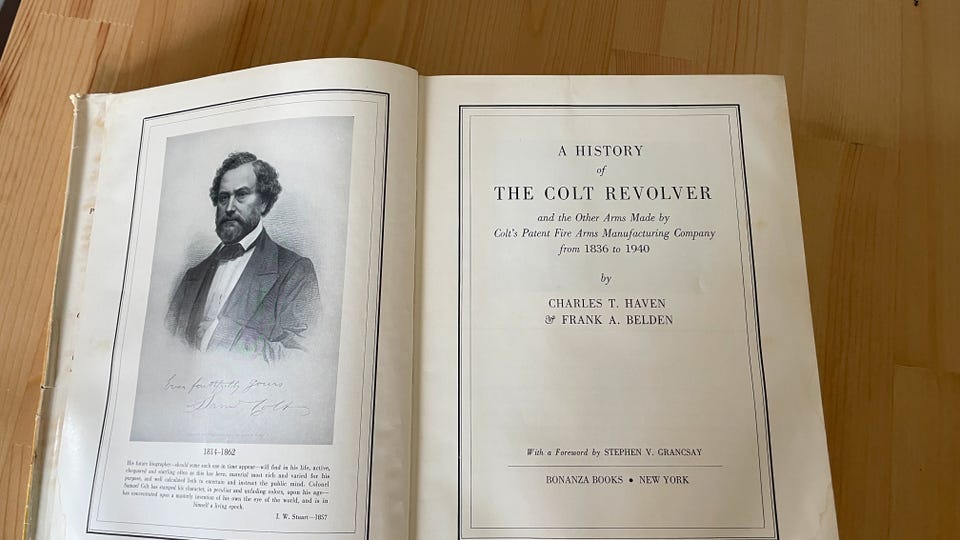 Ever faithfully yours
Saml Colt
1814-1862
His future biographer—should some such one in time appear—will find in his life, active,
chequered and startling often as this has been, material most rich and varied for his
purpose, and well calculated both to entertain and instruct the public mind. Colonel
Samuel Colt has stamped his character, in peculiar and unfading colors, upon his age—
has concentrated upon a masterly invention of his own the eye of the world, and is in
himself a living epoch.
I. W. Stuart—1857
A HISTORY
of
THE COLT REVOLVER
and the Other Arms Made by
Colt's Patent Fire Arms Manufacturing Company
from 1836 to 1940
by
CHARLES T. HAVEN
& FRANK A. BELDEN
With a Foreword by STEPHEN V. GRANCSAY
BONANZA BOOKS • NEW YORK